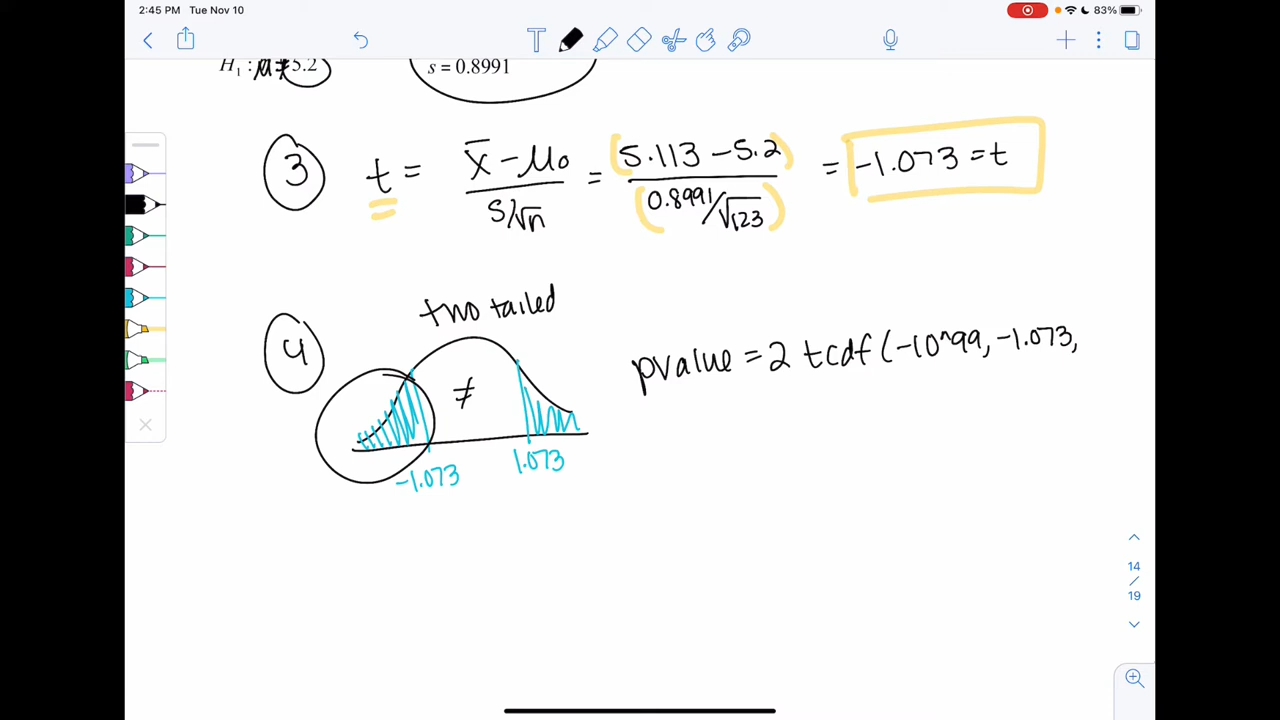 2:45 PM Tue Nov 10
83%
H₁ : μ ≠ 5.2
s = 0.8991
3
t = x̄ - μ₀ / s/√n = (5.113 - 5.2) / (0.8991/√123) = -1.073 = t
4
two tailed
≠
-1.073
1.073
pvalue = 2 tcdf (-10^99, -1.073,
14
/
19